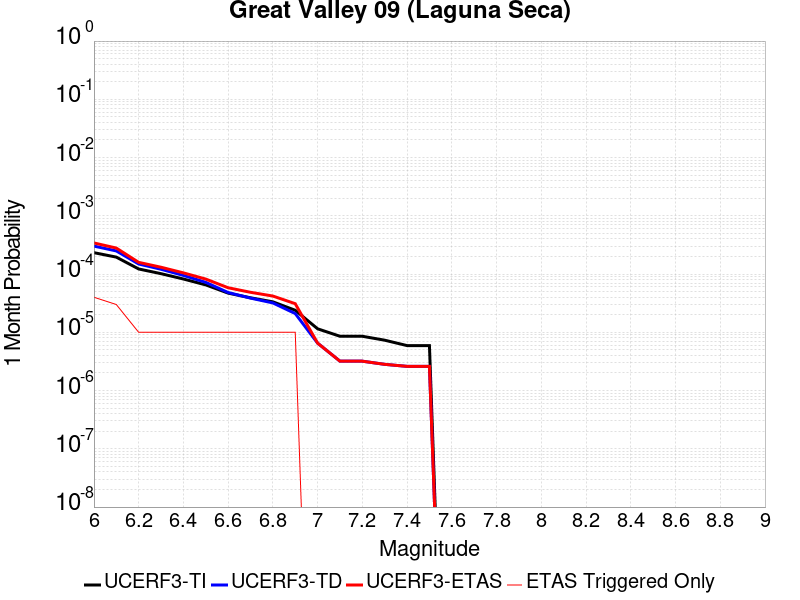 Great Valley 09 (Laguna Seca)
10^0
10^-1
10^-2
10^-3
10^-4
10^-5
10^-6
10^-7
10^-8
1 Month Probability
6 6.2 6.4 6.6 6.8 7 7.2 7.4 7.6 7.8 8 8.2 8.4 8.6 8.8 9
Magnitude
UCERF3-TI UCERF3-TD UCERF3-ETAS ETAS Triggered Only